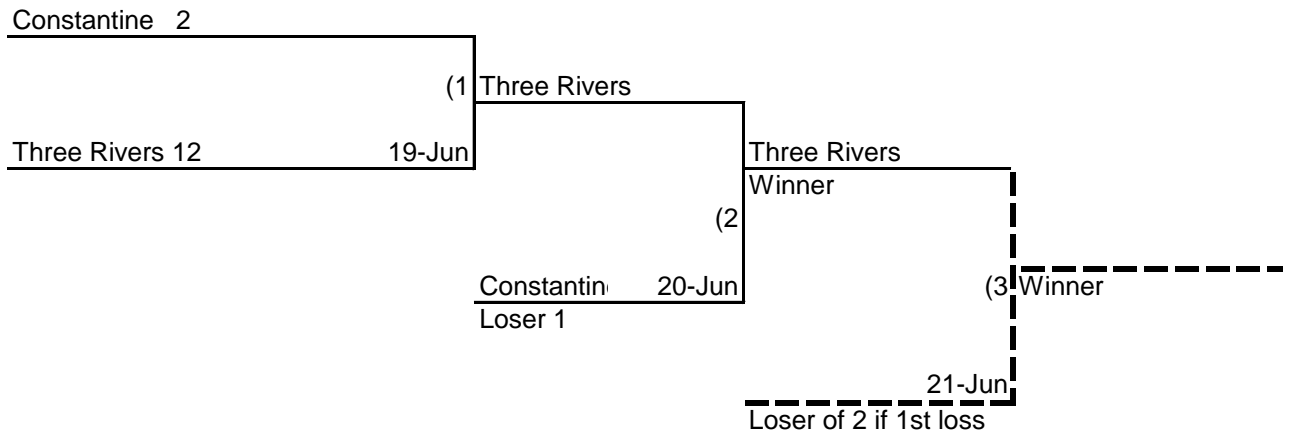 Constantine 2
(1 Three Rivers
Three Rivers 12 19-Jun
Three Rivers
Winner
(2
20-Jun
Loser 1
(3 Winner
21-Jun
Loser of 2 if 1st loss